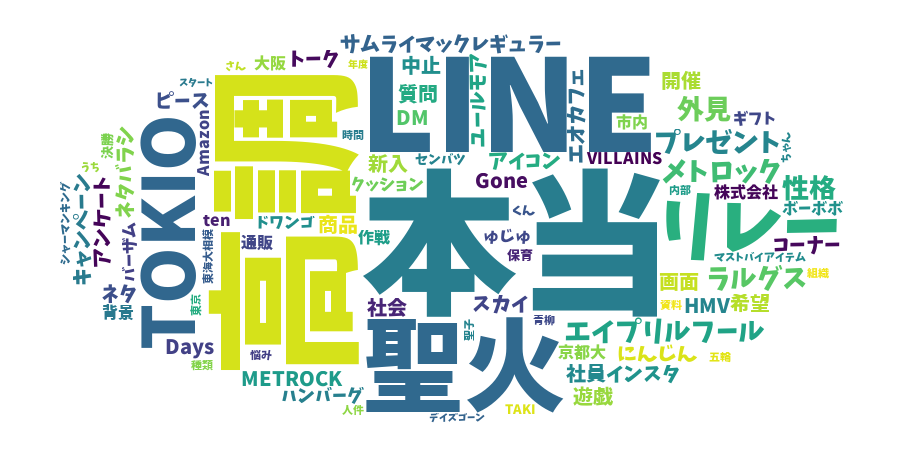 サムライマックレギュラー
さん
大阪
トーク
年度
LINE
中止
ユールモア
エオカフェ
開催
スタート
ピース
高調
質問
外見
ギフト
TOKIO
Amazon
DM
市内
時間
プレゼント
ちゃん
決勝
ネタバラシ
うち
新入
センバツ
アイコン
VILLAINS
メトロック
シャーマンキング
キャンペーン
アンケート
クッション
Gone
内部
株式会社
性格
本当
リレー
ボーボボ
ten
ドワンゴ
商品
くん
バーザム
東海大相模
通販
作戦
ゆじゅ
保育
コーナー
マストバイアイテム
ネタ
背景
東京
画面
ラルグス
組織
社会
スカイ
資料
HMV
希望
聖火
聖子
青柳
エイプリルフール
Days
悩み
種類
京都大
にんじん
五輪
METROCK
社員インスタ
ハンバーグ
遊戯
人件
デイズゴーン
TAKI